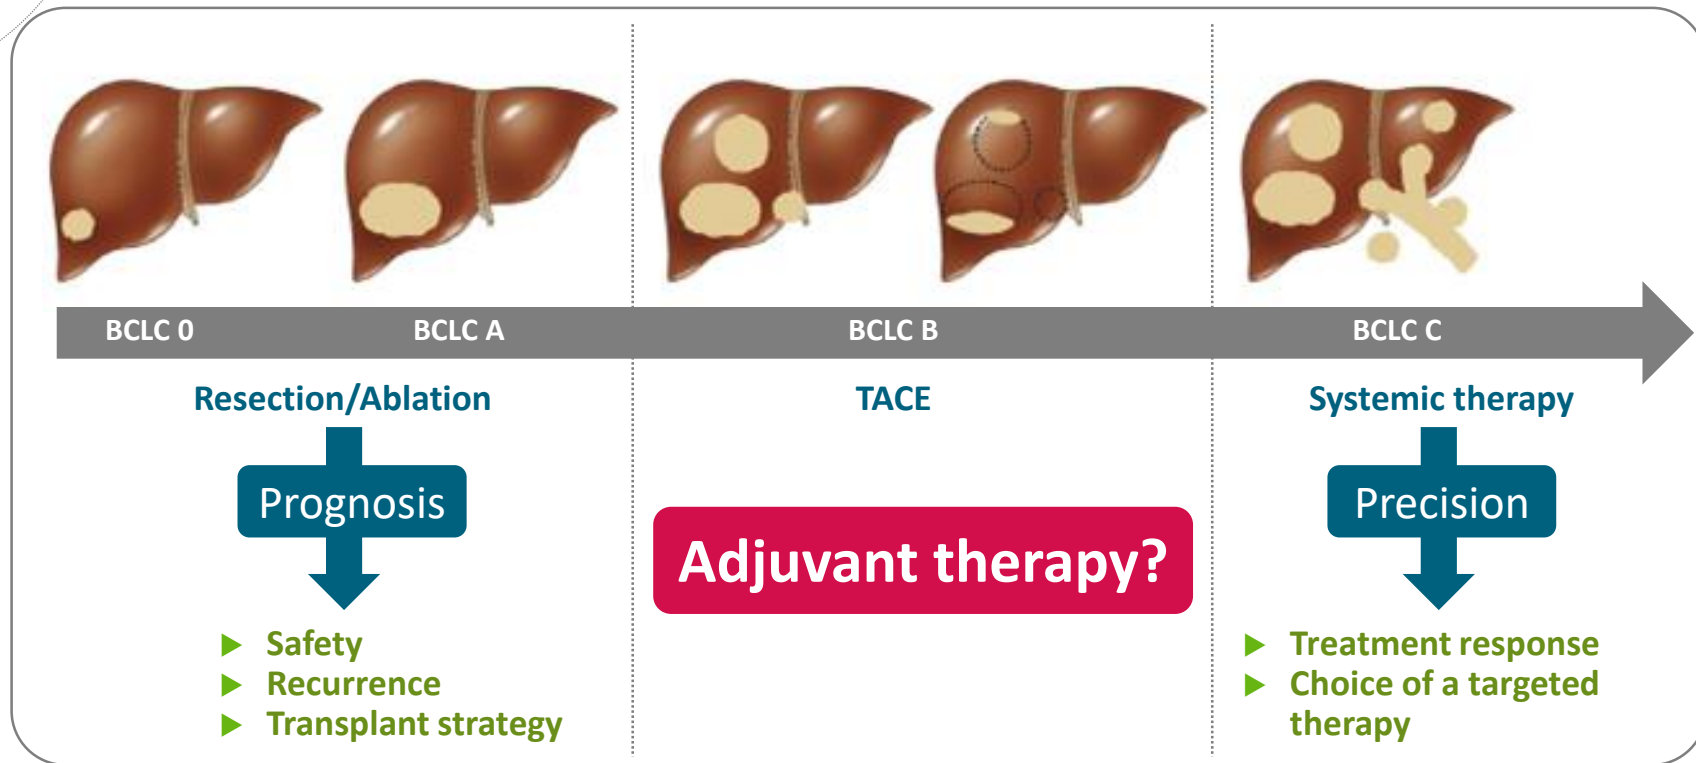 BCLC 0
BCLC A
BCLC B
BCLC C
Resection/Ablation
TACE
Systemic therapy
Prognosis
Adjuvant therapy?
Precision
Safety
Recurrence
Transplant strategy
Treatment response
Choice of a targeted
therapy